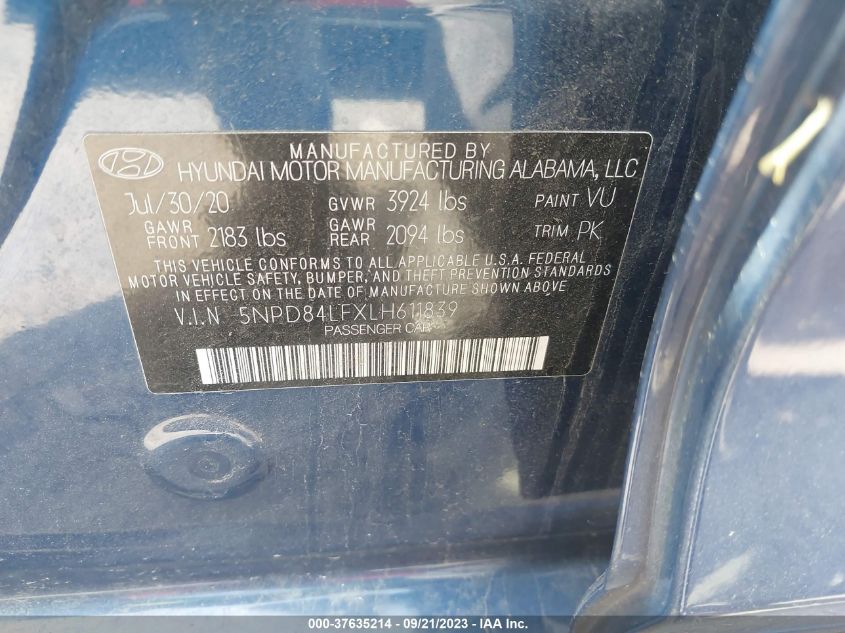 MANUFACTURED BY
HYUNDAI MOTOR MANUFACTURING ALABAMA, LLC
Jul/30/20 GVWR 3924 lbs PAINT VU
GAWR FRONT 2183 lbs GAWR REAR 2094 lbs TRIM PK
THIS VEHICLE CONFORMS TO ALL APPLICABLE U.S.A. FEDERAL
MOTOR VEHICLE SAFETY, BUMPER, AND THEFT PREVENTION STANDARDS
IN EFFECT ON THE DATE OF MANUFACTURE SHOWN ABOVE.
V.I.N 5NPD84LFXLH611839
PASSENGER CAR
000-37635214 - 09/21/2023 - IAA Inc.